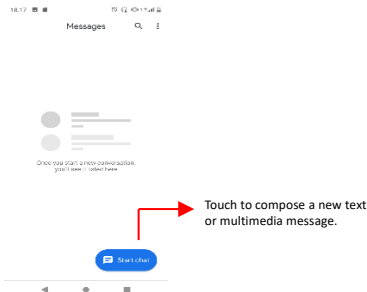 18.17
Messages
Once you start a new conversation,
you'll see it listed here
Start chat
Touch to compose a new text
or multimedia message.